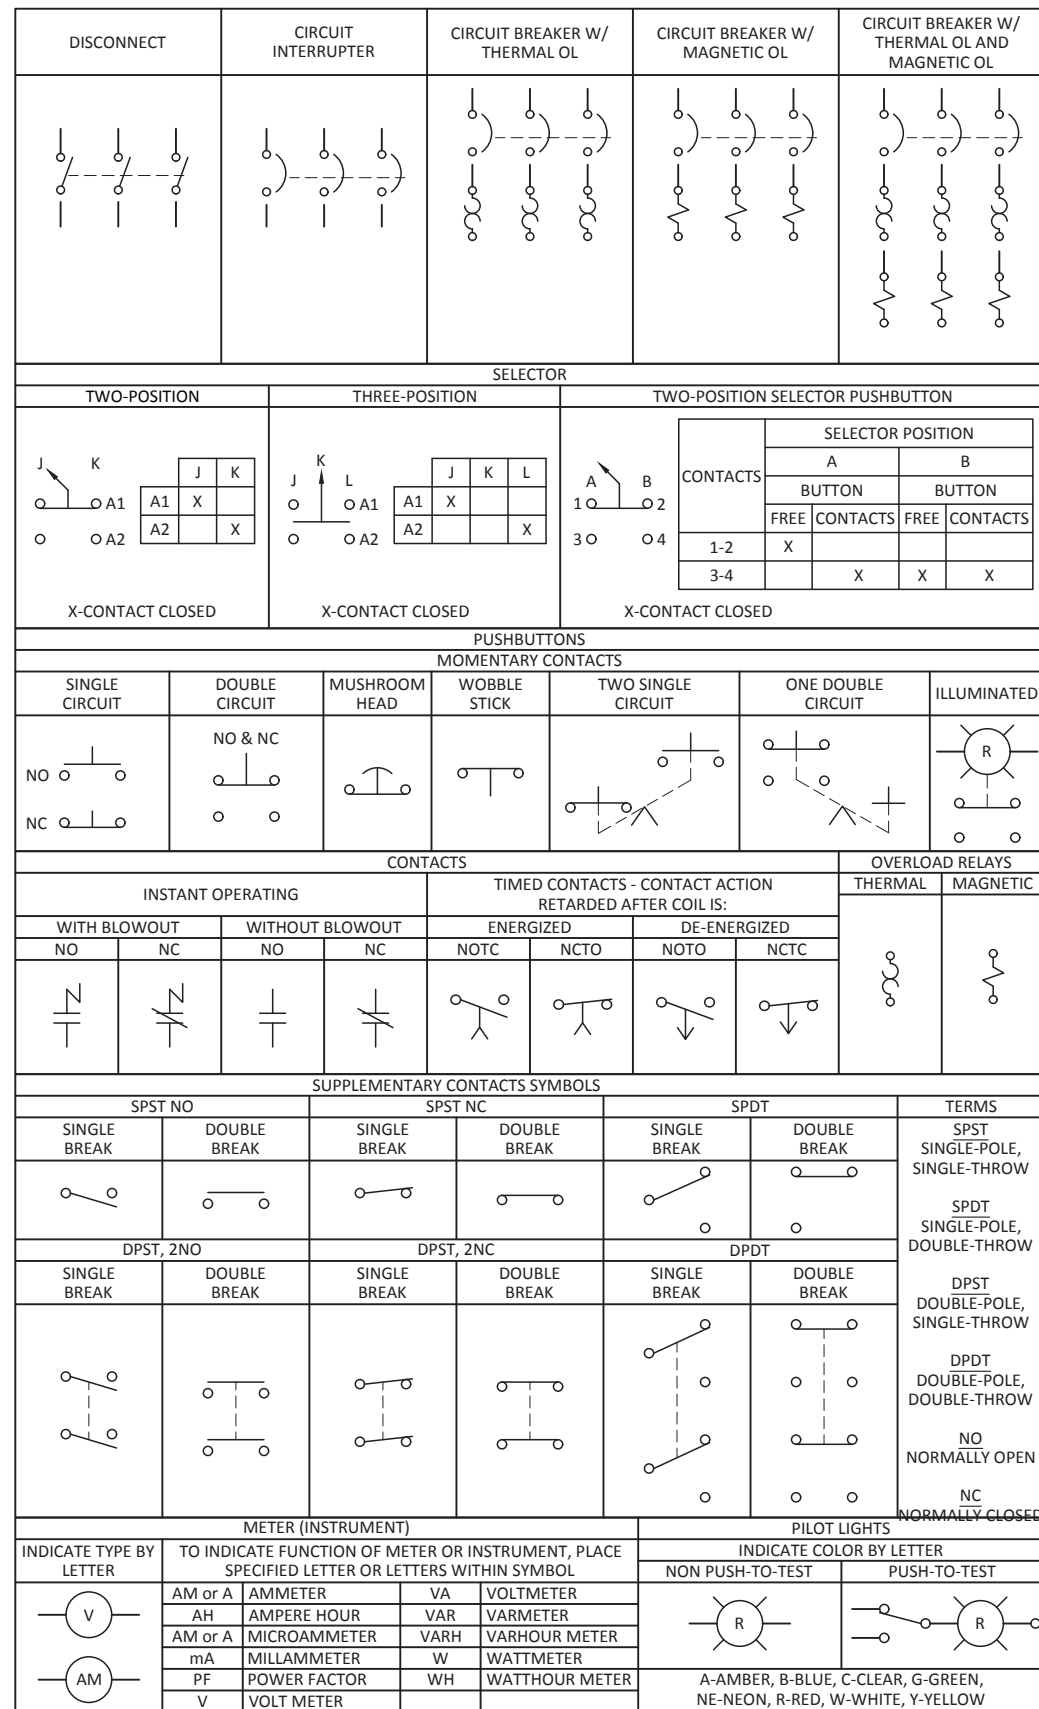 DISCONNECT
CIRCUIT
INTERRUPTER
CIRCUIT BREAKER W/
THERMAL OL
CIRCUIT BREAKER W/
MAGNETIC OL
CIRCUIT BREAKER W/
THERMAL OL AND
MAGNETIC OL
SELECTOR
TWO-POSITION
THREE-POSITION
TWO-POSITION SELECTOR PUSHBUTTON
J K
A1
A2
J K
A1 X
A2 X
X-CONTACT CLOSED
J K L
A1
A2
J K L
A1 X
A2 X
X-CONTACT CLOSED
A B
1 2
3 4
CONTACTS
SELECTOR POSITION
A B
BUTTON BUTTON
FREE CONTACTS FREE CONTACTS
1-2 X
3-4 X X X
X-CONTACT CLOSED
PUSHBUTTONS
MOMENTARY CONTACTS
SINGLE
CIRCUIT
DOUBLE
CIRCUIT
MUSHROOM
HEAD
WOBBLE
STICK
TWO SINGLE
CIRCUIT
ONE DOUBLE
CIRCUIT
ILLUMINATED
NO
NC
NO & NC
R
CONTACTS
OVERLOAD RELAYS
INSTANT OPERATING
TIMED CONTACTS - CONTACT ACTION
RETARDED AFTER COIL IS:
THERMAL
MAGNETIC
WITH BLOWOUT
WITHOUT BLOWOUT
ENERGIZED
DE-ENERGIZED
NO NC NO NC NOTC NCTO NOTO NCTC
SUPPLEMENTARY CONTACTS SYMBOLS
SPST NO
SPST NC
SPDT
TERMS
SINGLE
BREAK
DOUBLE
BREAK
SINGLE
BREAK
DOUBLE
BREAK
SINGLE
BREAK
DOUBLE
BREAK
SPST
SINGLE-POLE,
SINGLE-THROW
SPDT
SINGLE-POLE,
DOUBLE-THROW
DPST
DOUBLE-POLE,
SINGLE-THROW
DPDT
DOUBLE-POLE,
DOUBLE-THROW
NO
NORMALLY OPEN
NC
NORMALLY CLOSED
DPST, 2NO
DPST, 2NC
DPDT
SINGLE
BREAK
DOUBLE
BREAK
SINGLE
BREAK
DOUBLE
BREAK
SINGLE
BREAK
DOUBLE
BREAK
METER (INSTRUMENT)
INDICATE TYPE BY
LETTER
TO INDICATE FUNCTION OF METER OR INSTRUMENT, PLACE
SPECIFIED LETTER OR LETTERS WITHIN SYMBOL
V
AM
AM or A AMMETER VA VOLTMETER
AH AMPERE HOUR VAR VARMETER
AM or A MICROAMMETER VARH VARHOUR METER
mA MILLAMMETER W WATTMETER
PF POWER FACTOR WH WATTHOUR METER
V VOLT METER
PILOT LIGHTS
INDICATE COLOR BY LETTER
NON PUSH-TO-TEST
PUSH-TO-TEST
R
R
A-AMBER, B-BLUE, C-CLEAR, G-GREEN,
NE-NEON, R-RED, W-WHITE, Y-YELLOW